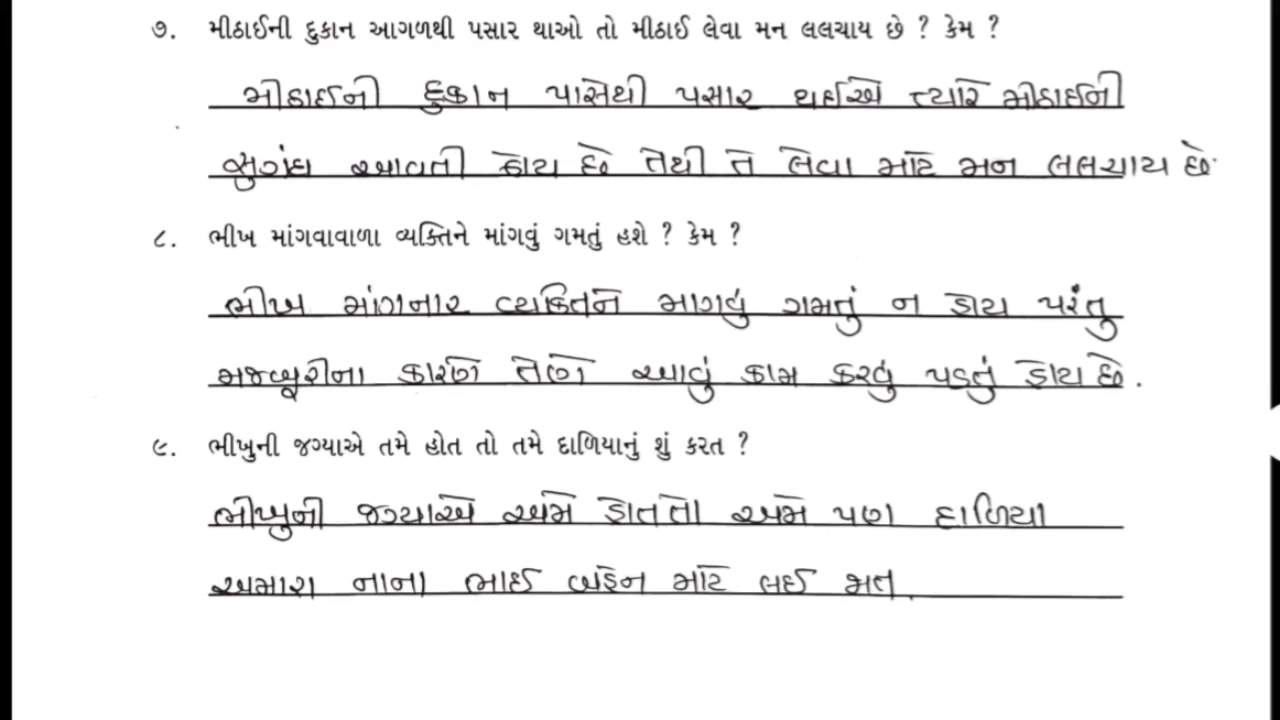 ૭. મીઠાઈની દુકાન આગળથી પસાર થાઓ તો મીઠાઈ લેવા મન લલચાય છે ? કેમ ?
મીઠાઈની દુકાન પાસેથી પસાર થઈએ ત્યારે મીઠાઈની
સુગંધ આવતી હોય છે તેથી તે લેવા માટે મન લલચાય છે.
૮. ભીખ માંગવાવાળા વ્યક્તિને માંગવું ગમતું હશે ? કેમ ?
ભીખ માંગનાર વ્યક્તિને માગવું ગમતું ન હોય પરંતુ
મજબૂરીના કારણે તેણે આવું કામ કરવું પડતું હોય છે.
૯. ભીખુની જગ્યાએ તમે હોત તો તમે દાળિયાનું શું કરત ?
ભીખુની જગ્યાએ અમે હોત તો અમે પણ દાળિયા
અમારા નાના ભાઈ બહેન માટે લઈ જાત.